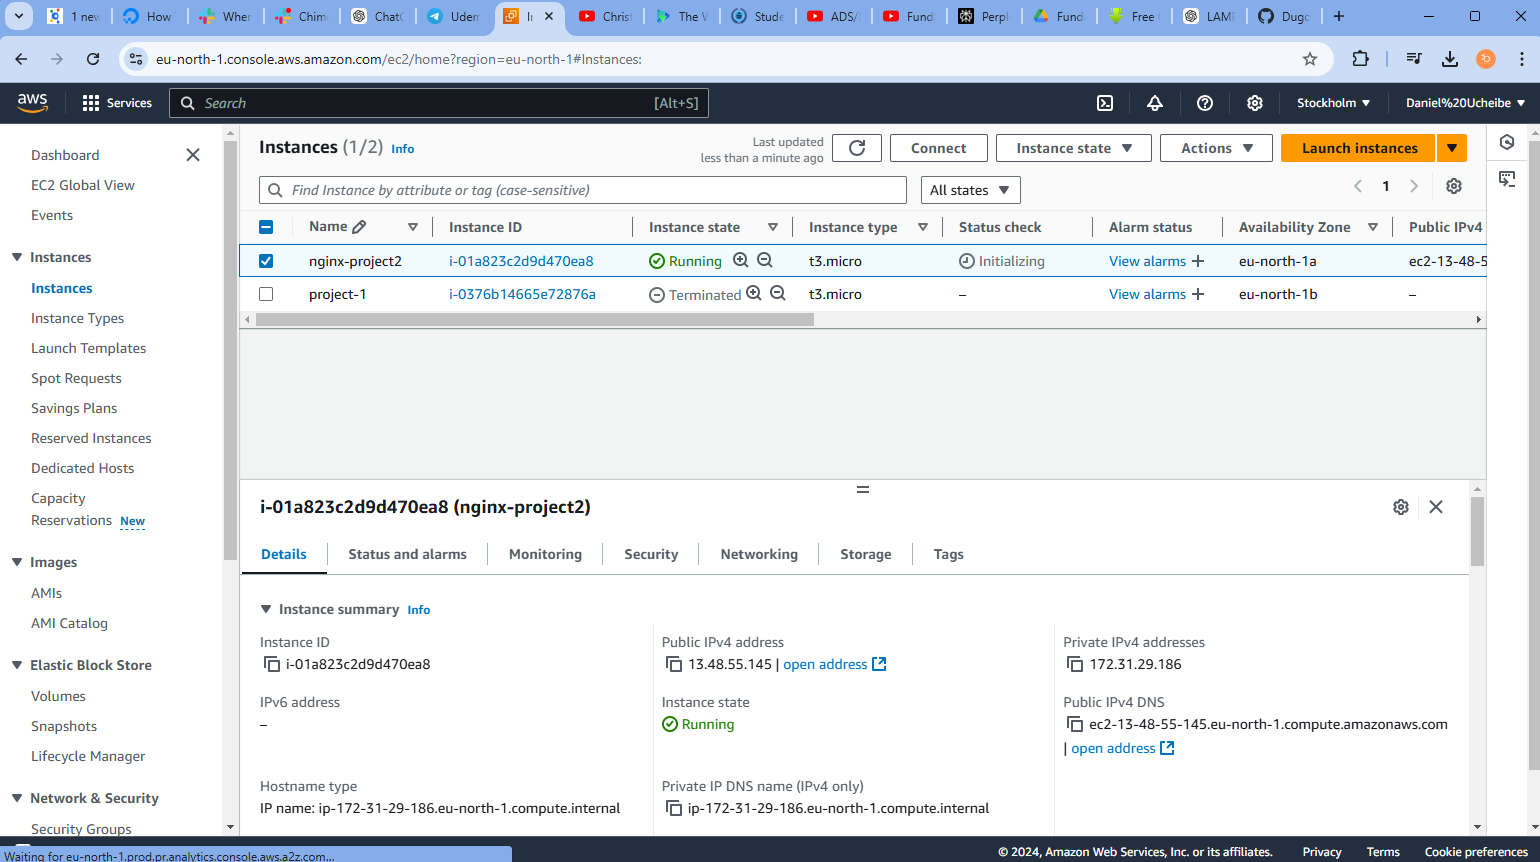 1 new
How
Wher
Chim
ChatG
Udem
In
Christ
The V
Stude
ADS/
Fund
Perpl
Fund
Free
LAMP
Dugc
eu-north-1.console.aws.amazon.com/ec2/home?region=eu-north-1#Instances:
aws
Services
Search
[Alt+S]
Stockholm
Daniel%20Ucheibe
Dashboard
EC2 Global View
Events
Instances
Instances
Instance Types
Launch Templates
Spot Requests
Savings Plans
Reserved Instances
Dedicated Hosts
Capacity
Reservations New
Images
AMIs
AMI Catalog
Elastic Block Store
Volumes
Snapshots
Lifecycle Manager
Network & Security
Security Groups
Instances (1/2) Info
Last updated
less than a minute ago
Connect
Instance state
Actions
Launch instances
Find Instance by attribute or tag (case-sensitive)
All states
1
Name Instance ID Instance state Instance type Status check Alarm status Availability Zone Public IPv4
nginx-project2 i-01a823c2d9d470ea8 Running t3.micro Initializing View alarms + eu-north-1a ec2-13-48-5
project-1 i-0376b14665e72876a Terminated t3.micro – View alarms + eu-north-1b –
i-01a823c2d9d470ea8 (nginx-project2)
Details Status and alarms Monitoring Security Networking Storage Tags
Instance summary Info
Instance ID
i-01a823c2d9d470ea8
Public IPv4 address
13.48.55.145 | open address
Private IPv4 addresses
172.31.29.186
IPv6 address
–
Instance state
Running
Public IPv4 DNS
ec2-13-48-55-145.eu-north-1.compute.amazonaws.com
| open address
Hostname type
IP name: ip-172-31-29-186.eu-north-1.compute.internal
Private IP DNS name (IPv4 only)
ip-172-31-29-186.eu-north-1.compute.internal
Waiting for eu-north-1.prod.pr.analytics.console.aws.a2z.com...
© 2024, Amazon Web Services, Inc. or its affiliates.
Privacy
Terms
Cookie preferences